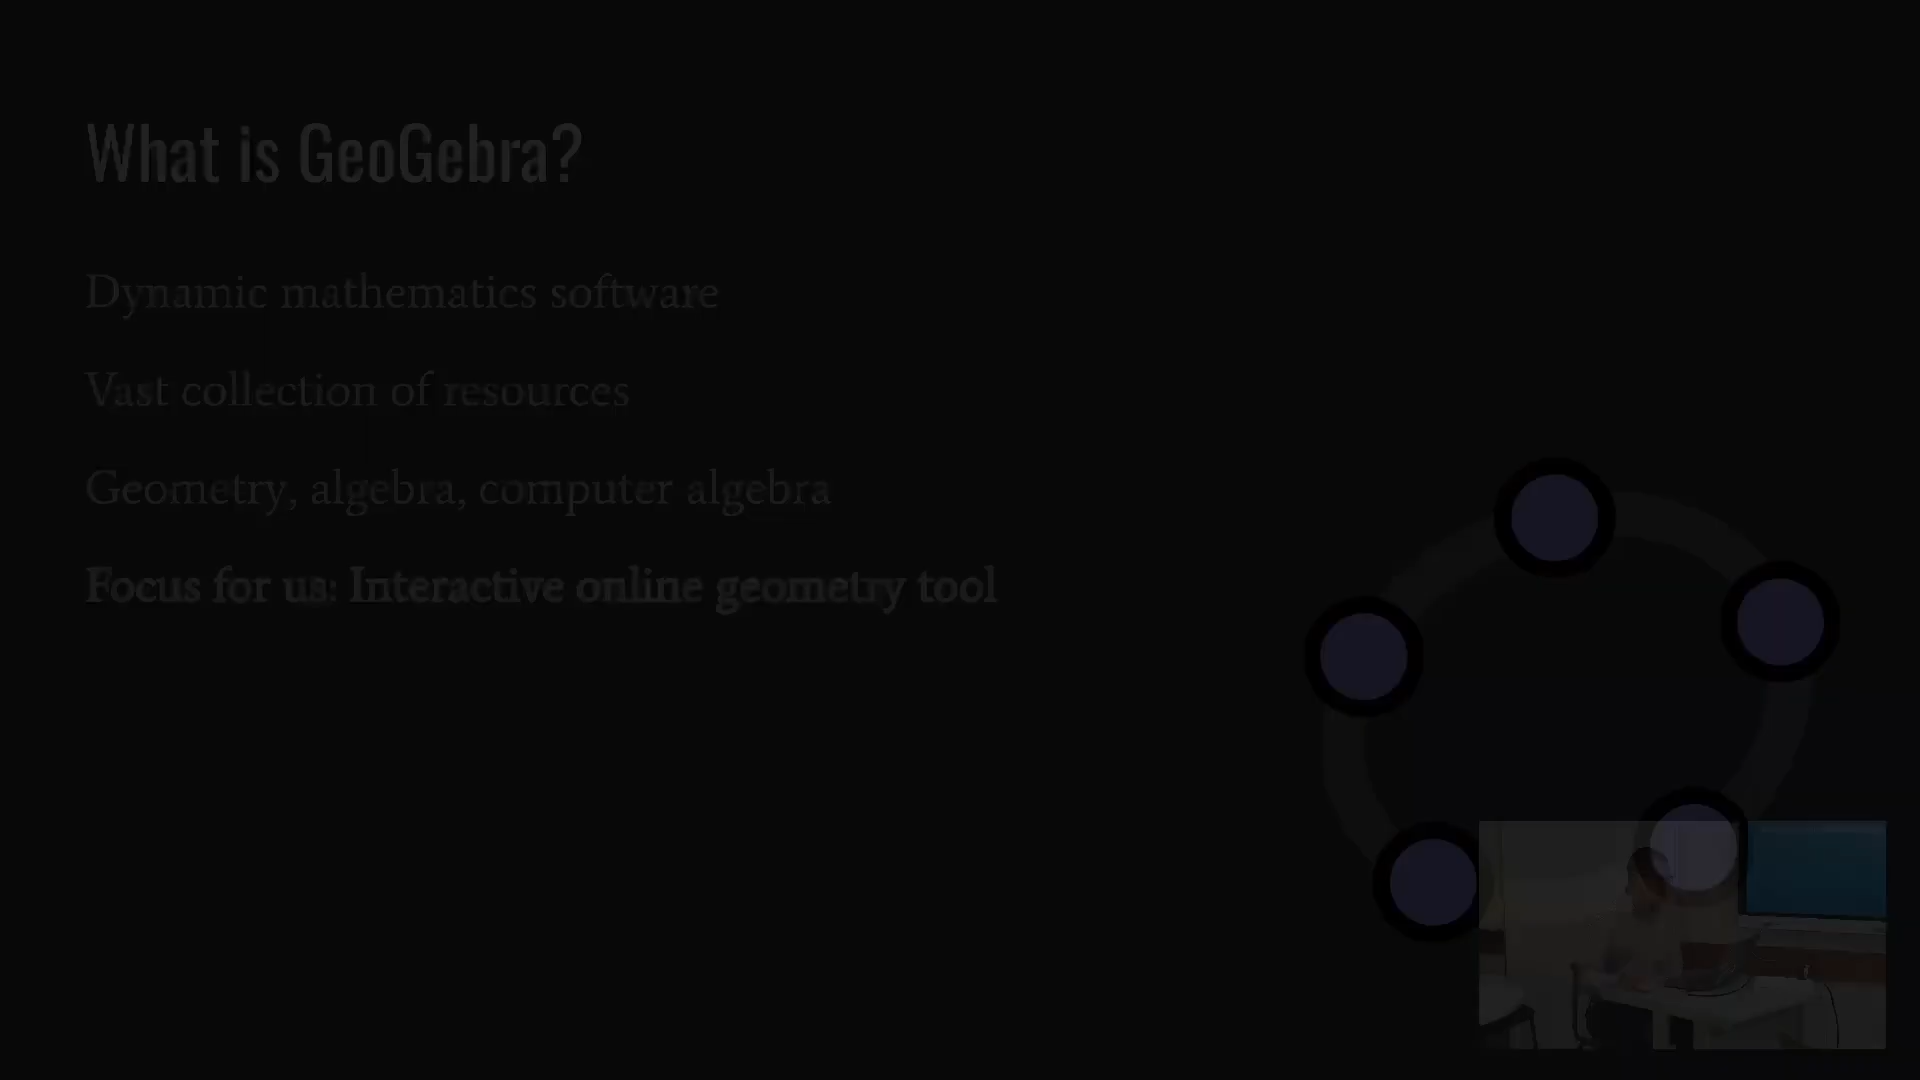 What is GeoGebra?
Dynamic mathematics software
Vast collection of resources
Geometry, algebra, computer algebra
Focus for us: Interactive online geometry tool